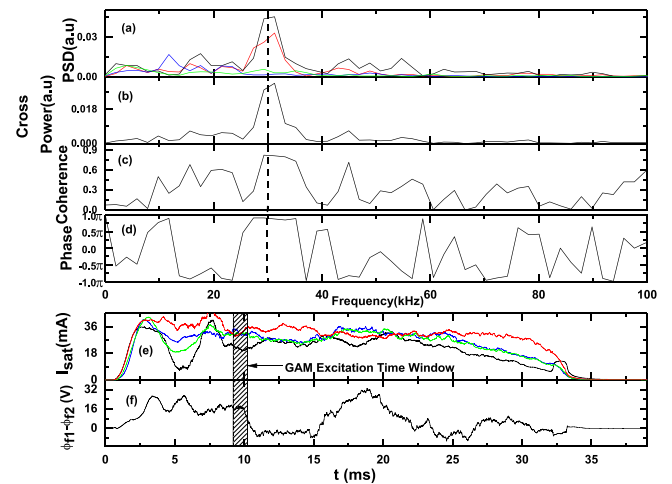 (a)
PSD(a.u)
0.03
0.00
(b)
Cross
Power(a.u)
0.018
0.000
(c)
Coherence
0.9
0.6
0.3
0.0
(d)
Phase
1.0π
0.5π
0.0
-0.5π
-1.0π
0 20 40 60 80 100
Frequency(kHz)
(e)
Isat(mA)
36
18
0
GAM Excitation Time Window
(f)
ϕf1-ϕf2 (V)
32
16
0
0 5 10 15 20 25 30 35
t (ms)